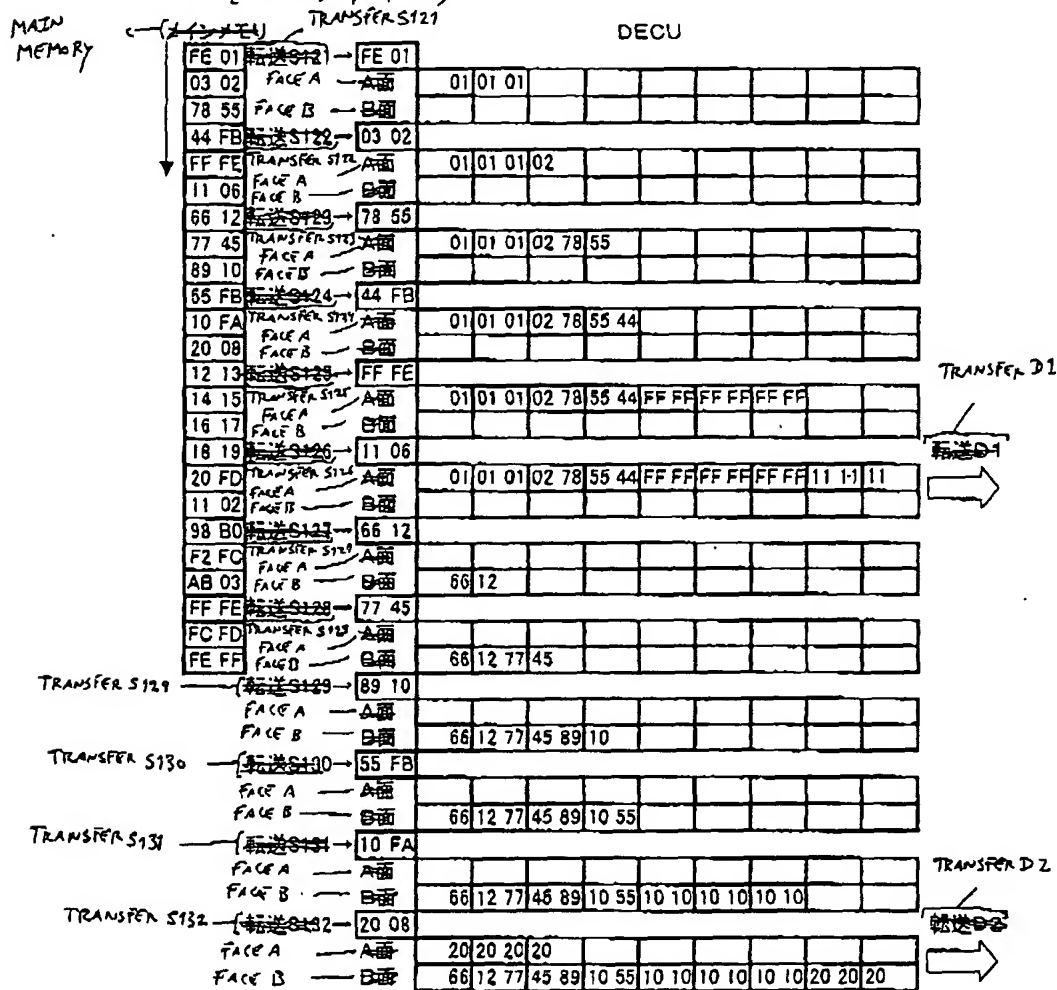 TRANSFER S121
MAIN MEMORY メインメモリ DECU
FE 01 転送S121 → FE 01
03 02 FACE A A面 01 01 01
78 55 FACE B B面
44 FB 転送S122 → 03 02
FF FE TRANSFER S122 FACE A A面 01 01 01 02
11 06 FACE B B面
66 12 転送S123 → 78 55
77 45 TRANSFER S123 FACE A A面 01 01 01 02 78 55
89 10 FACE B B面
55 FB 転送S124 → 44 FB
10 FA TRANSFER S124 FACE A A面 01 01 01 02 78 55 44
20 08 FACE B B面
12 13 転送S125 → FF FE
TRANSFER D1
14 15 TRANSFER S125 FACE A A面 01 01 01 02 78 55 44 FF FF FF FF FF FF
16 17 FACE B B面
18 19 転送S126 → 11 06 転送D1
20 FD TRANSFER S126 FACE A A面 01 01 01 02 78 55 44 FF FF FF FF FF FF 11 11 11
11 02 FACE B B面
98 B0 転送S127 → 66 12
F2 FC FACE A A面
AB 03 FACE B B面 66 12
FF FE 転送S128 → 77 45
FC FD TRANSFER S128 FACE A A面
FE FF FACE B B面 66 12 77 45
TRANSFER S129 転送S129 → 89 10
FACE A A面
FACE B B面 66 12 77 45 89 10
TRANSFER S130 転送S130 → 55 FB
FACE A A面
FACE B B面 66 12 77 45 89 10 55
TRANSFER S131 転送S131 → 10 FA
FACE A A面
TRANSFER D2
FACE B B面 66 12 77 45 89 10 55 10 10 10 10 10 10
TRANSFER S132 転送S132 → 20 08 転送D2
FACE A A面 20 20 20 20
FACE B B面 66 12 77 45 89 10 55 10 10 10 10 10 10 20 20 20